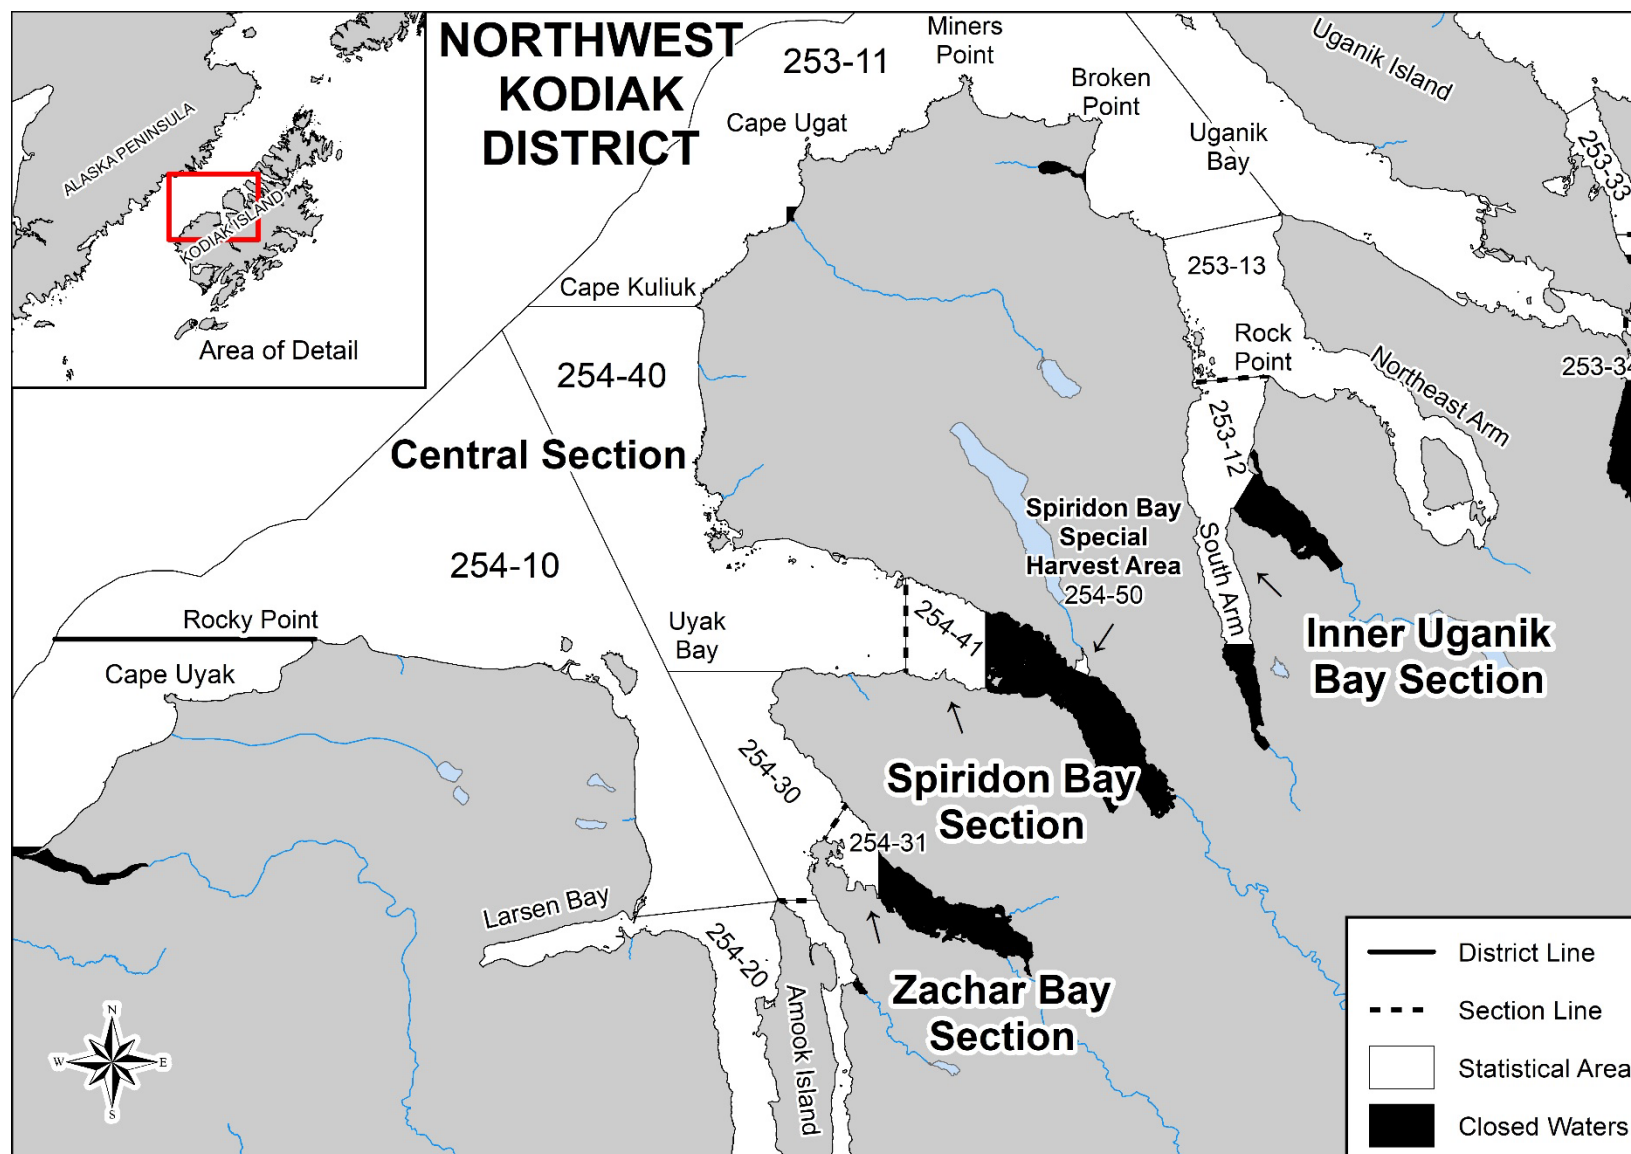 NORTHWEST
KODIAK
DISTRICT
ALASKA PENINSULA
KODIAK ISLAND
Area of Detail
253-11
Miners
Point
Broken
Point
Cape Ugat
Uganik Island
Uganik
Bay
253-33
253-13
Cape Kuliuk
Rock
Point
Northeast Arm
253-34
254-40
253-12
Central Section
Spiridon Bay
Special
Harvest Area
254-50
South Arm
254-10
Rocky Point
Uyak
Bay
254-41
Inner Uganik
Bay Section
Cape Uyak
254-30
Spiridon Bay
Section
254-31
Larsen Bay
254-20
Amook Island
Zachar Bay
Section
N
W
E
S
District Line
Section Line
Statistical Area
Closed Waters